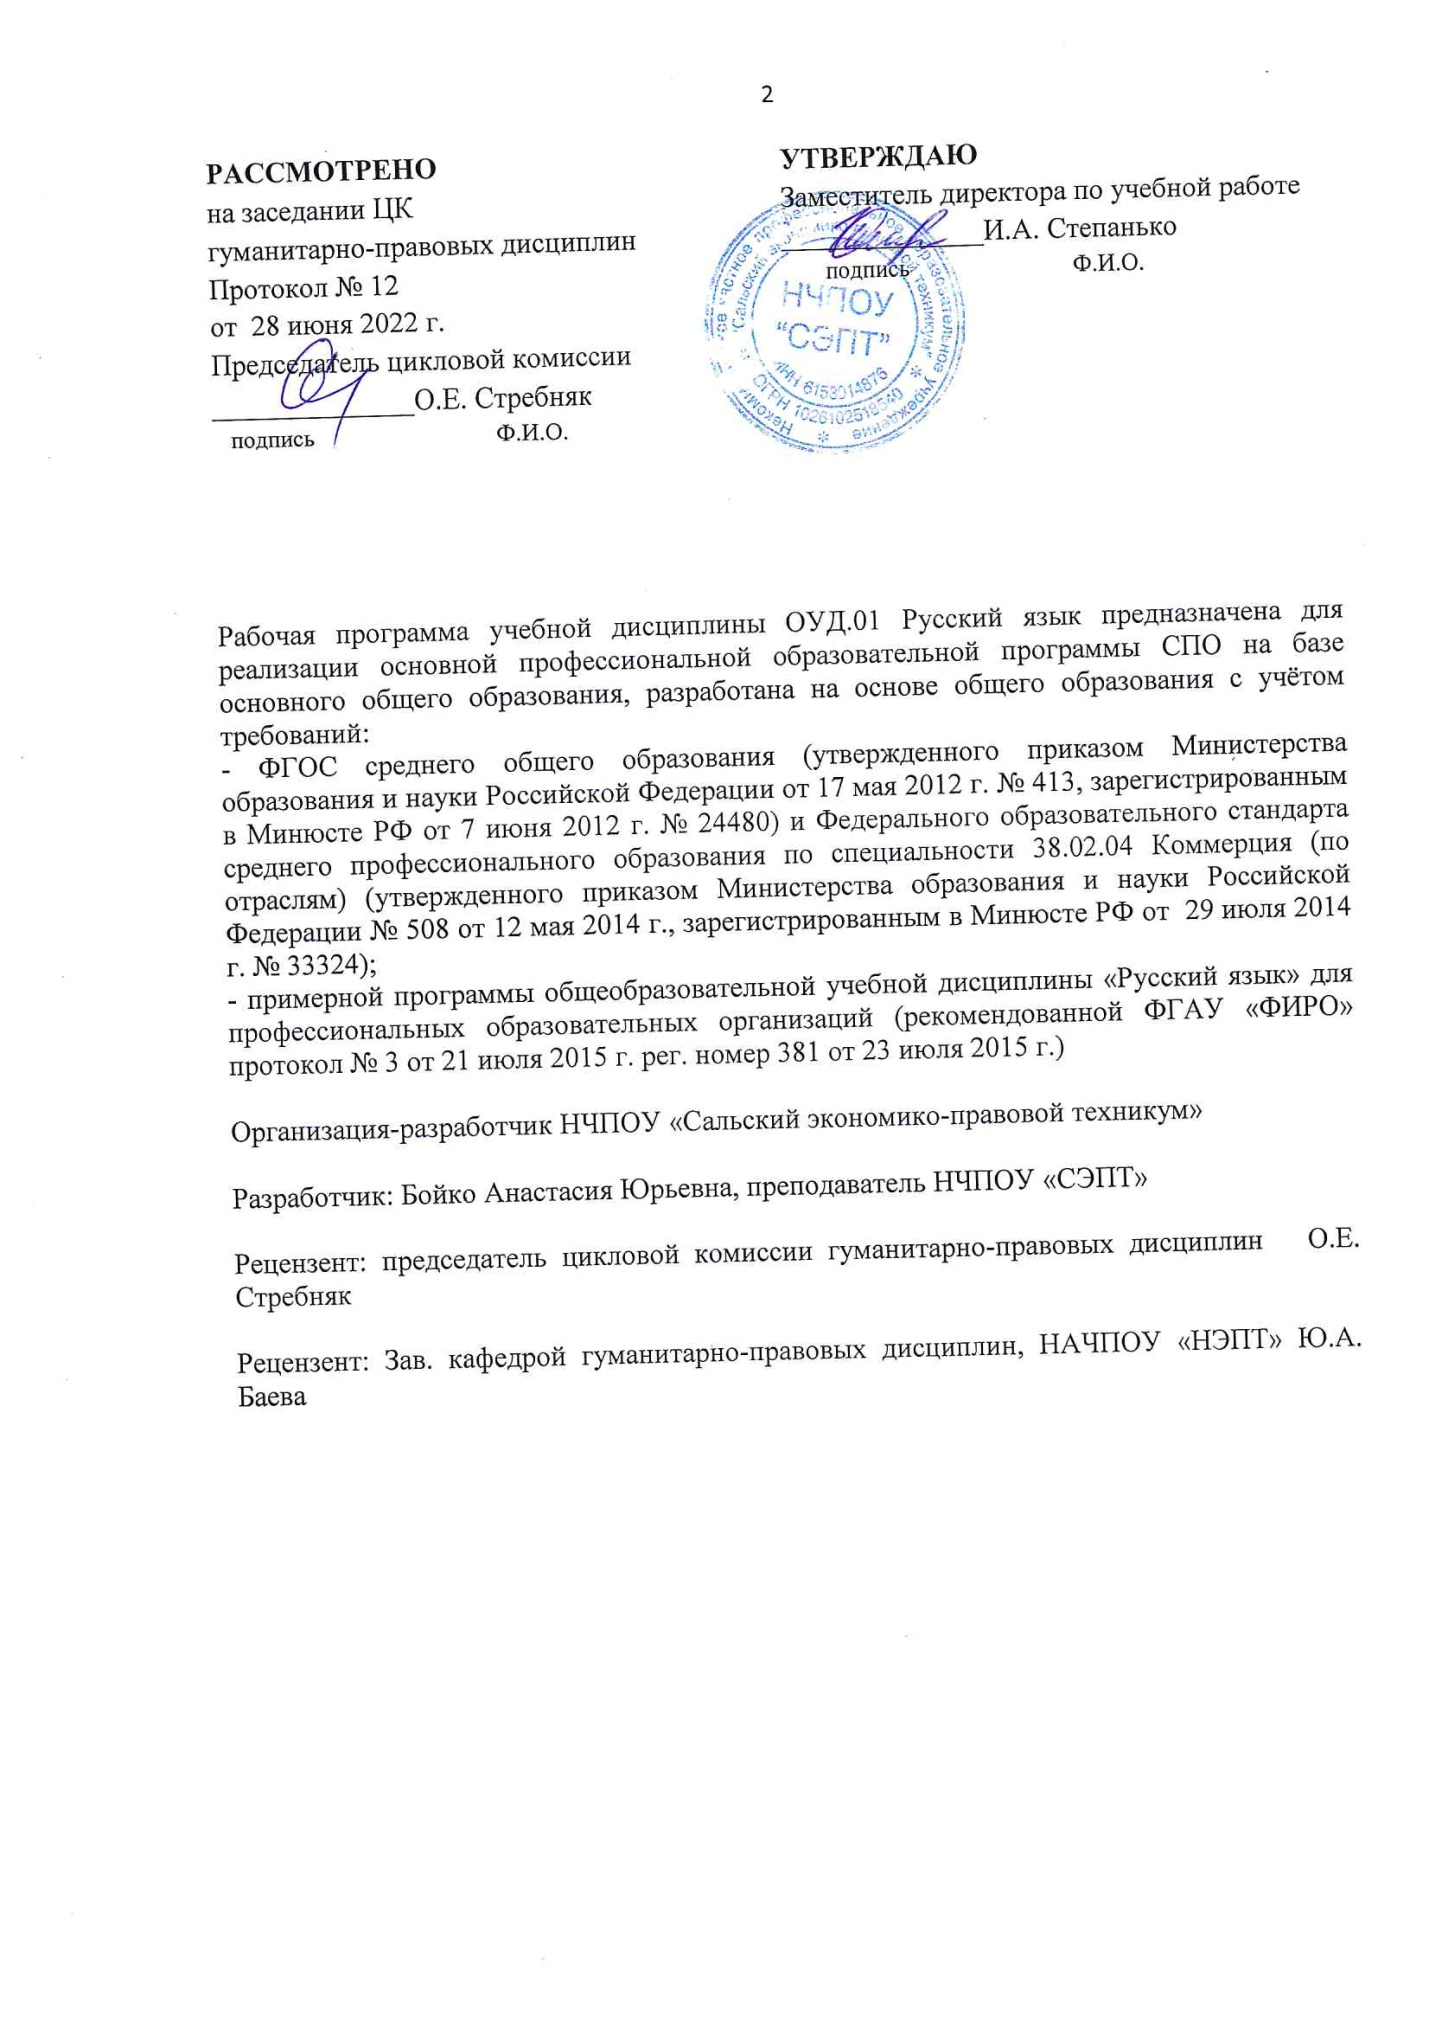 2
РАССМОТРЕНО
на заседании ЦК
гуманитарно-правовых дисциплин
Протокол № 12
от 28 июня 2022 г.
Председатель цикловой комиссии
______________О.Е. Стребняк
подпись Ф.И.О.
УТВЕРЖДАЮ
Заместитель директора по учебной работе
______________И.А. Степанько
подпись Ф.И.О.
НЧПОУ
"СЭПТ"
ИНН 6153014876
"Сальский
техникум"
образовательное учреждение
Рабочая программа учебной дисциплины ОУД.01 Русский язык предназначена для
реализации основной профессиональной образовательной программы СПО на базе
основного общего образования, разработана на основе общего образования с учётом
требований:
- ФГОС среднего общего образования (утвержденного приказом Министерства
образования и науки Российской Федерации от 17 мая 2012 г. № 413, зарегистрированным
в Минюсте РФ от 7 июня 2012 г. № 24480) и Федерального образовательного стандарта
среднего профессионального образования по специальности 38.02.04 Коммерция (по
отраслям) (утвержденного приказом Министерства образования и науки Российской
Федерации № 508 от 12 мая 2014 г., зарегистрированным в Минюсте РФ от 29 июля 2014
г. № 33324);
- примерной программы общеобразовательной учебной дисциплины «Русский язык» для
профессиональных образовательных организаций (рекомендованной ФГАУ «ФИРО»
протокол № 3 от 21 июля 2015 г. рег. номер 381 от 23 июля 2015 г.)
Организация-разработчик НЧПОУ «Сальский экономико-правовой техникум»
Разработчик: Бойко Анастасия Юрьевна, преподаватель НЧПОУ «СЭПТ»
Рецензент: председатель цикловой комиссии гуманитарно-правовых дисциплин О.Е.
Стребняк
Рецензент: Зав. кафедрой гуманитарно-правовых дисциплин, НАЧПОУ «НЭПТ» Ю.А.
Баева